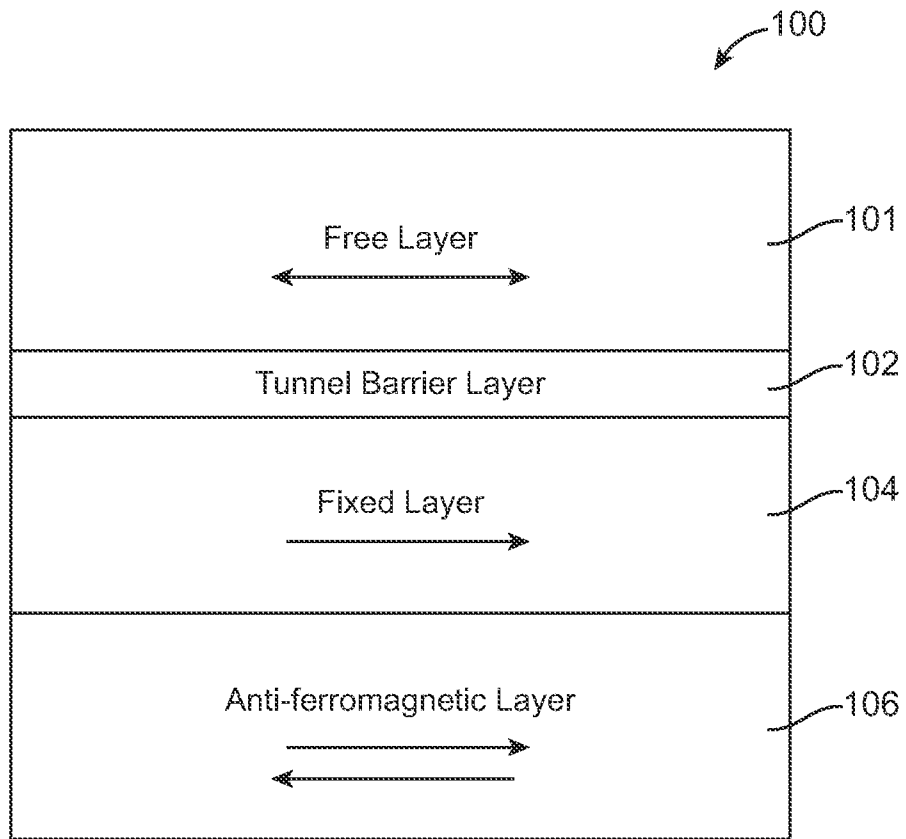 100
Free Layer
101
Tunnel Barrier Layer
102
Fixed Layer
104
Anti-ferromagnetic Layer
106